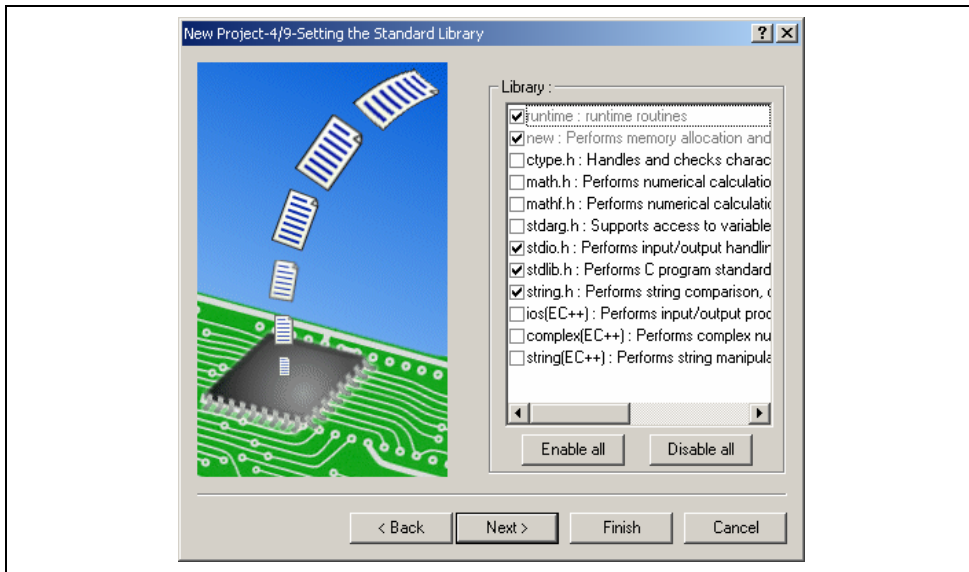 New Project-4/9-Setting the Standard Library
Library :
runtime : runtime routines
new : Performs memory allocation and
ctype.h : Handles and checks charac
math.h : Performs numerical calculatio
mathf.h : Performs numerical calculatic
stdarg.h : Supports access to variable
stdio.h : Performs input/output handlin
stdlib.h : Performs C program standard
string.h : Performs string comparison, c
ios(EC++) : Performs input/output proc
complex(EC++) : Performs complex nu
string(EC++) : Performs string manipula
Enable all
Disable all
< Back
Next >
Finish
Cancel